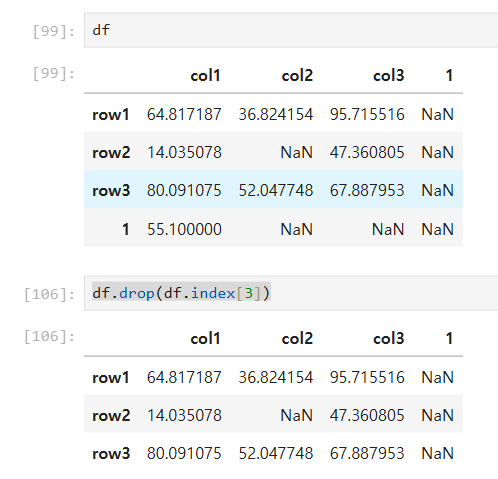 [99]: df
[99]:
col1 col2 col3 1
row1 64.817187 36.824154 95.715516 NaN
row2 14.035078 NaN 47.360805 NaN
row3 80.091075 52.047748 67.887953 NaN
1 55.100000 NaN NaN NaN
[106]: df.drop(df.index[3])
[106]:
col1 col2 col3 1
row1 64.817187 36.824154 95.715516 NaN
row2 14.035078 NaN 47.360805 NaN
row3 80.091075 52.047748 67.887953 NaN